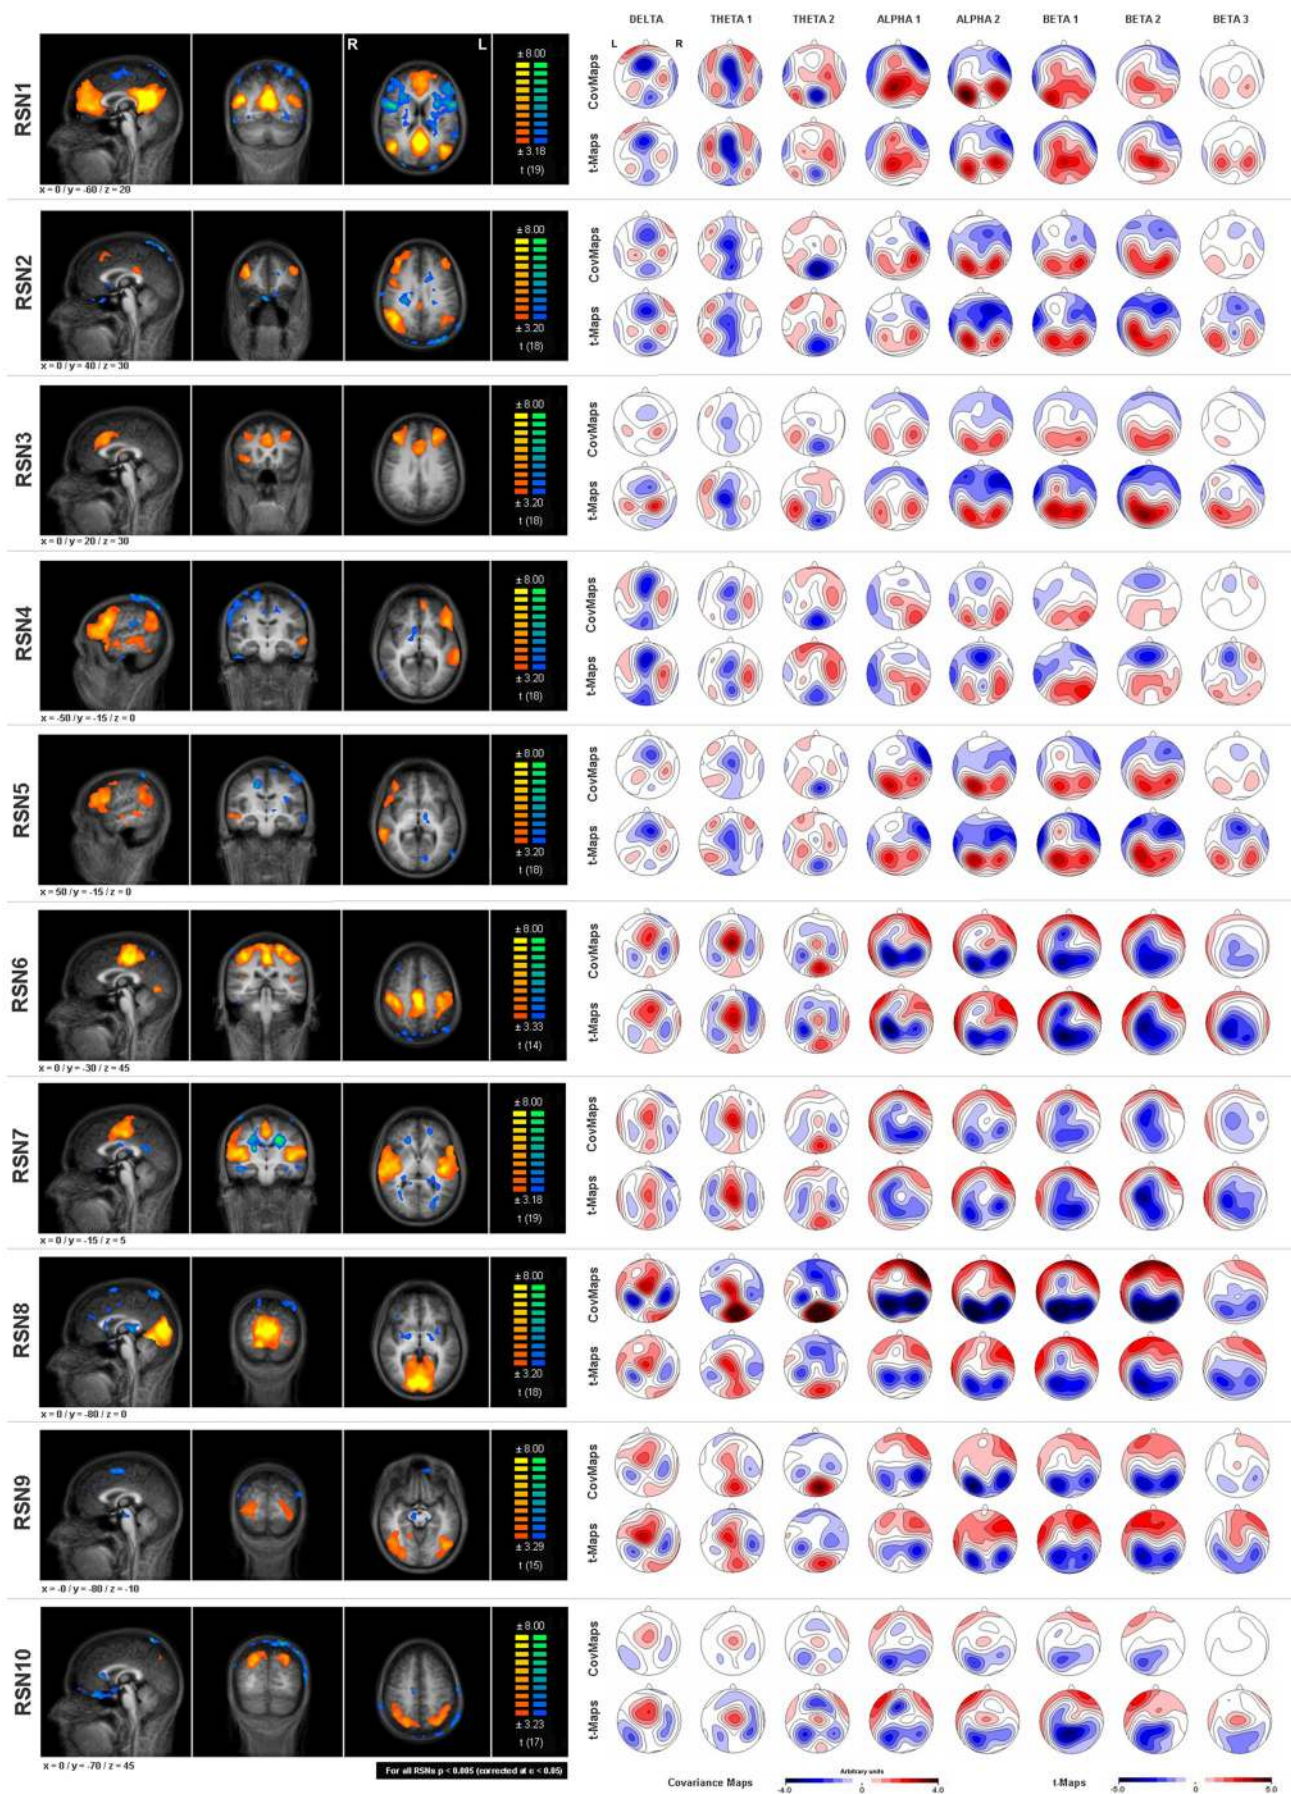 DELTA THETA 1 THETA 2 ALPHA 1 ALPHA 2 BETA 1 BETA 2 BETA 3
L R
RSN1
R L
± 8.00
± 3.18
t (19)
CovMaps
t-Maps
x = 0 / y = -60 / z = 20
RSN2
± 8.00
± 3.20
t (18)
CovMaps
t-Maps
x = 0 / y = 40 / z = 30
RSN3
± 8.00
± 3.20
t (18)
CovMaps
t-Maps
x = 0 / y = 20 / z = 30
RSN4
± 8.00
± 3.20
t (18)
CovMaps
t-Maps
x = -50 / y = -15 / z = 0
RSN5
± 8.00
± 3.20
t (18)
CovMaps
t-Maps
x = 50 / y = -15 / z = 0
RSN6
± 8.00
± 3.33
t (14)
CovMaps
t-Maps
x = 0 / y = -30 / z = 45
RSN7
± 8.00
± 3.18
t (19)
CovMaps
t-Maps
x = 0 / y = -15 / z = 5
RSN8
± 8.00
± 3.20
t (18)
CovMaps
t-Maps
x = 0 / y = -80 / z = 0
RSN9
± 8.00
± 3.29
t (15)
CovMaps
t-Maps
x = -0 / y = -80 / z = -10
RSN10
± 8.00
± 3.23
t (17)
CovMaps
t-Maps
x = 0 / y = -70 / z = 45
For all RSNs p < 0.005 (corrected at α < 0.05)
Covariance Maps
Arbitrary units
-4.0 0 4.0
t-Maps
-5.0 0 5.0